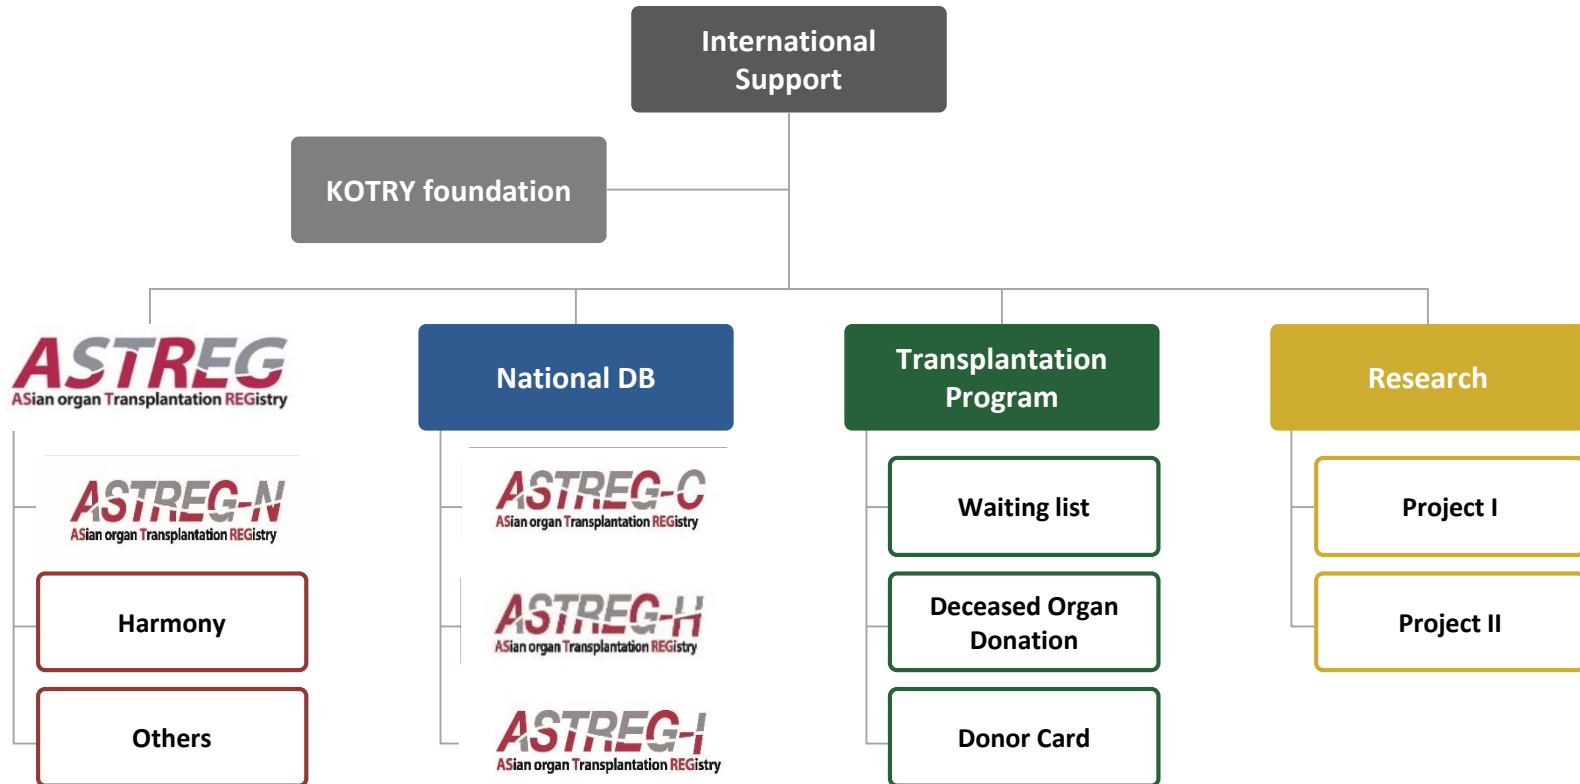 International
Support
KOTRY foundation
ASTREG
ASian organ Transplantation REGistry
National DB
Transplantation
Program
Research
ASTREG-N
ASian organ Transplantation REGistry
Harmony
Others
ASTREG-C
ASian organ Transplantation REGistry
ASTREG-H
ASian organ Transplantation REGistry
ASTREG-I
ASian organ Transplantation REGistry
Waiting list
Deceased Organ
Donation
Donor Card
Project I
Project II